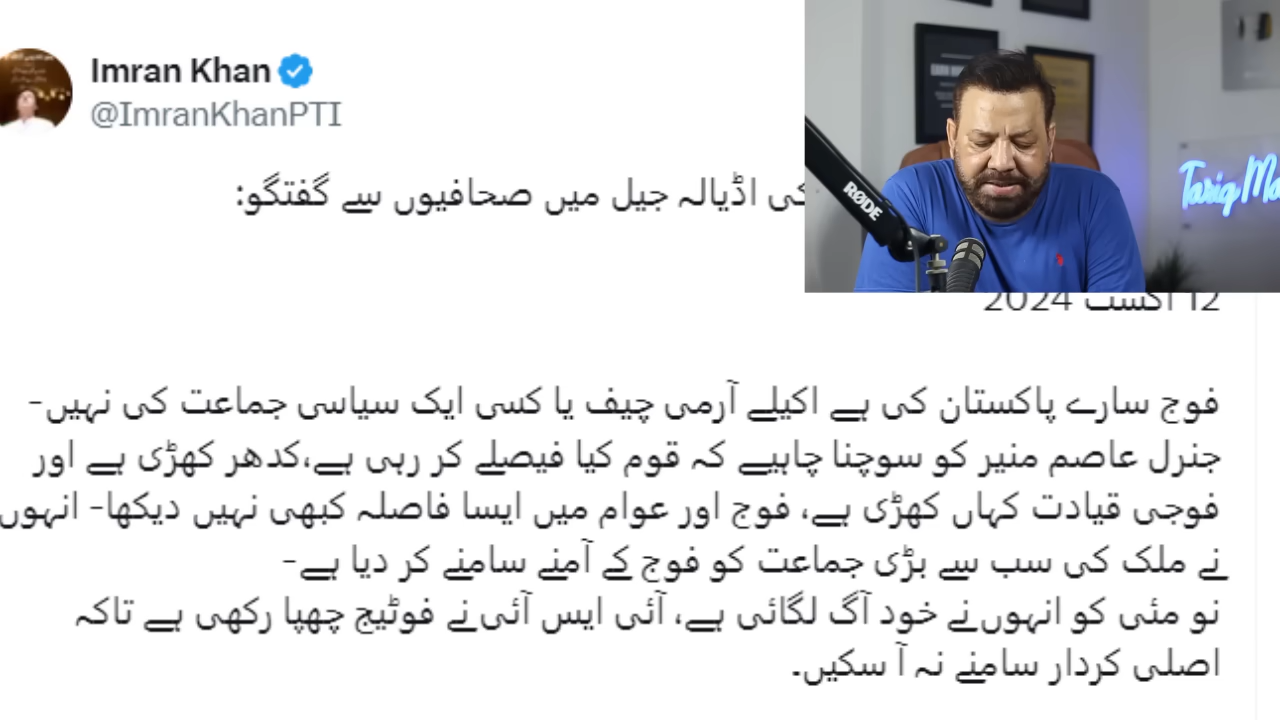 Imran Khan
@ImranKhanPTI
کی اڈیالہ جیل میں صحافیوں سے گفتگو:
RØDE
Tariq
12 اگست 2024
فوج سارے پاکستان کی ہے اکیلے آرمی چیف یا کسی ایک سیاسی جماعت کی نہیں-
جنرل عاصم منیر کو سوچنا چاہیے کہ قوم کیا فیصلے کر رہی ہے،کدھر کھڑی ہے اور
فوجی قیادت کہاں کھڑی ہے، فوج اور عوام میں ایسا فاصلہ کبھی نہیں دیکھا- انہوں
نے ملک کی سب سے بڑی جماعت کو فوج کے آمنے سامنے کر دیا ہے-
نو مئی کو انہوں نے خود آگ لگائی ہے، آئی ایس آئی نے فوٹیج چھپا رکھی ہے تاکہ
اصلی کردار سامنے نہ آ سکیں۔